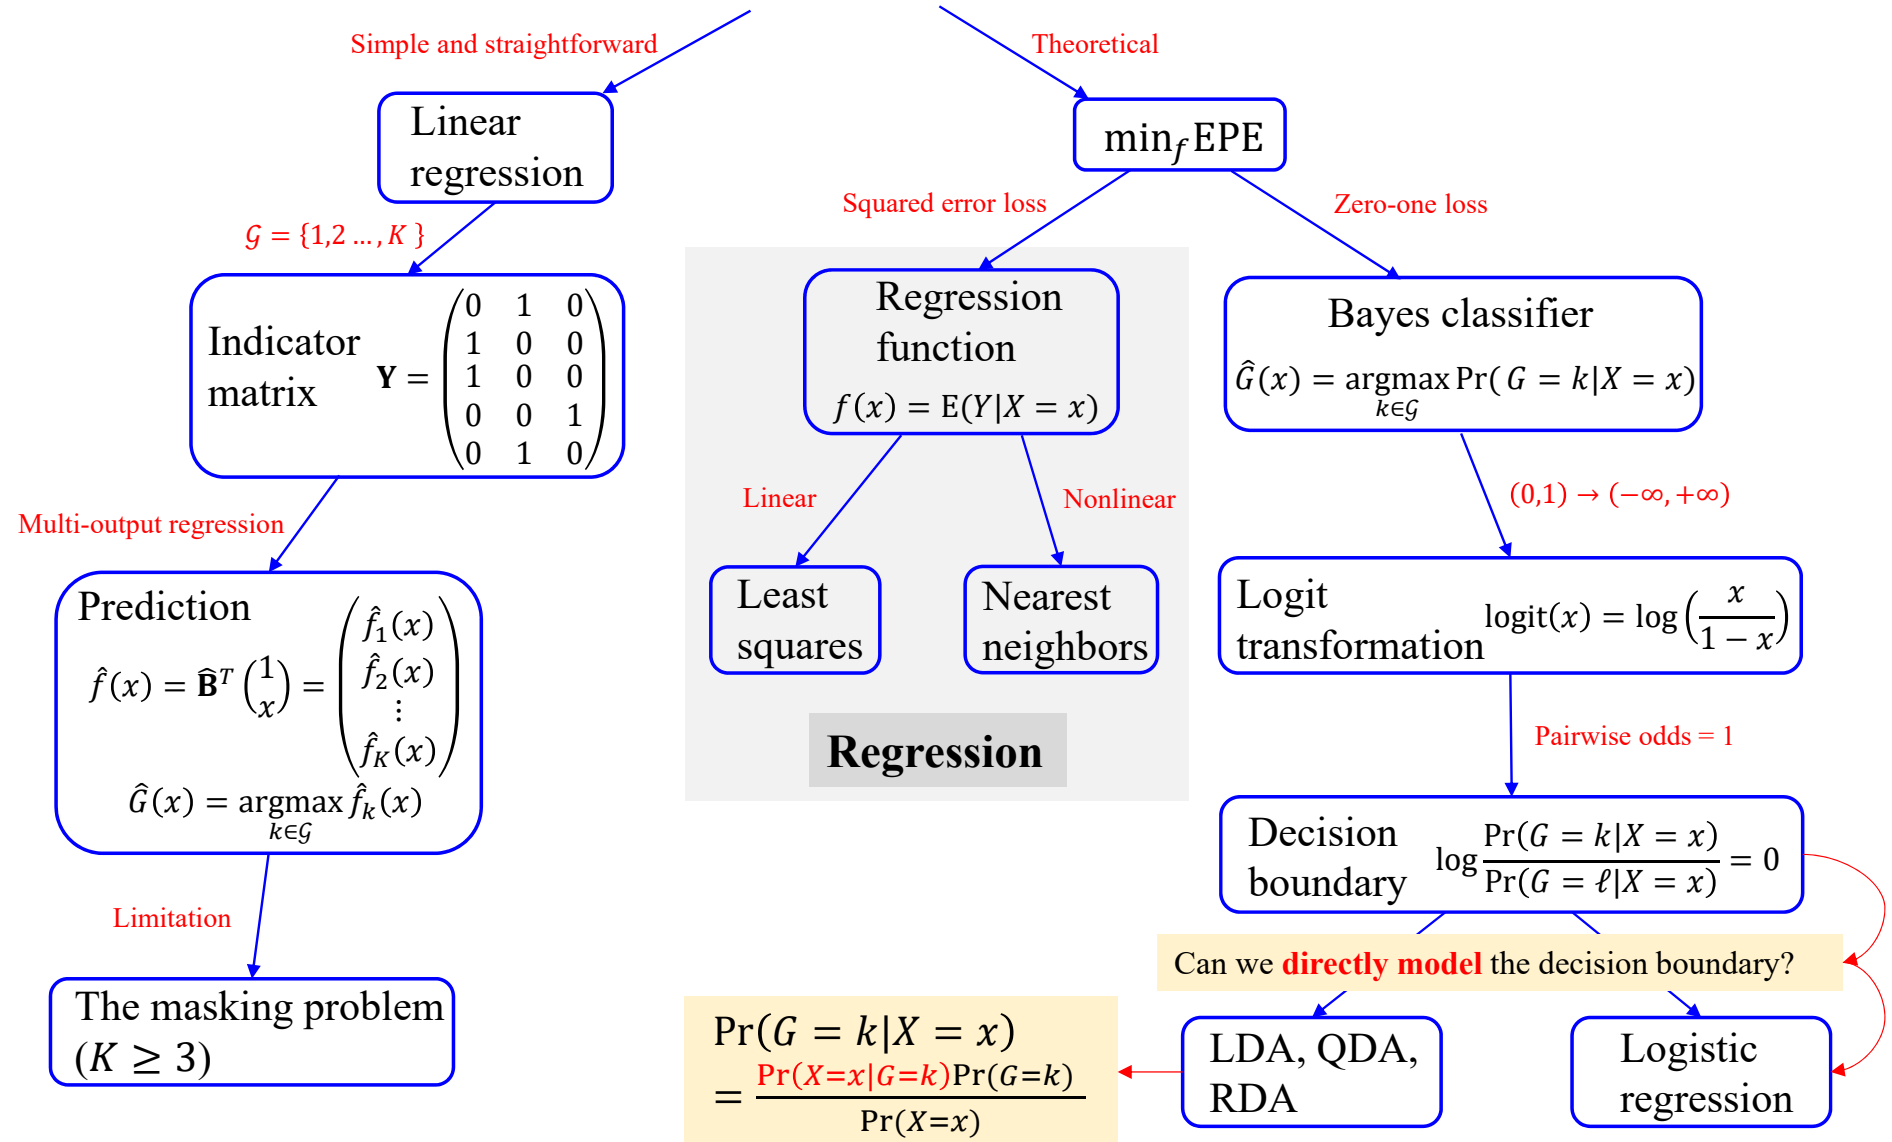 Simple and straightforward
Theoretical
Linear
regression
min_f EPE
𝒢 = {1,2 …, K }
Squared error loss
Zero-one loss
Indicator
matrix
𝐘 =
0 1 0
1 0 0
1 0 0
0 0 1
0 1 0
Regression
function
f(x) = E(Y|X = x)
Bayes classifier
Ĝ(x) = argmax Pr( G = k|X = x)
k∈𝒢
Multi-output regression
Linear
Nonlinear
(0,1) → (−∞, +∞)
Prediction
f̂(x) = 𝐁̂ᵀ (1 x) = (f̂₁(x) f̂₂(x) ⋮ f̂_K(x))
Ĝ(x) = argmax f̂ₖ(x)
k∈𝒢
Least
squares
Nearest
neighbors
Regression
Logit
transformation
logit(x) = log(x / (1 − x))
Pairwise odds = 1
Decision
boundary
log Pr(G = k|X = x) / Pr(G = ℓ|X = x) = 0
Limitation
The masking problem
(K ≥ 3)
Can we directly model the decision boundary?
Pr(G = k|X = x)
= Pr(X=x|G=k)Pr(G=k) / Pr(X=x)
LDA, QDA,
RDA
Logistic
regression